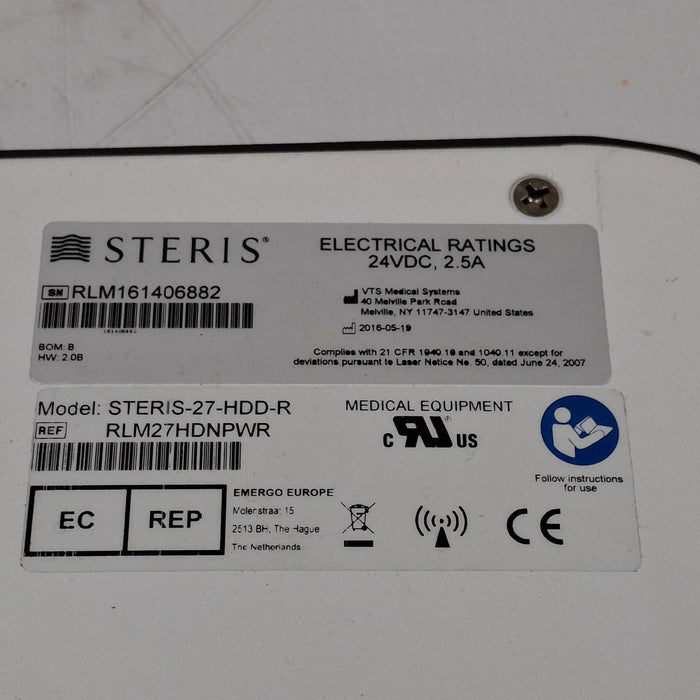 STERIS®
ELECTRICAL RATINGS
24VDC, 2.5A
SN RLM161406882
161406882
BOM: B
HW: 2.0B
VTS Medical Systems
40 Melville Park Road
Melville, NY 11747-3147 United States
2016-05-19
Complies with 21 CFR 1040.10 and 1040.11 except for
deviations pursuant to Laser Notice No. 50, dated June 24, 2007
Model: STERIS-27-HDD-R
REF RLM27HDNPWR
MEDICAL EQUIPMENT
C RU US
Follow instructions
for use
EC REP
EMERGO EUROPE
Molenstraat 15
2513 BH, The Hague
The Netherlands
CE